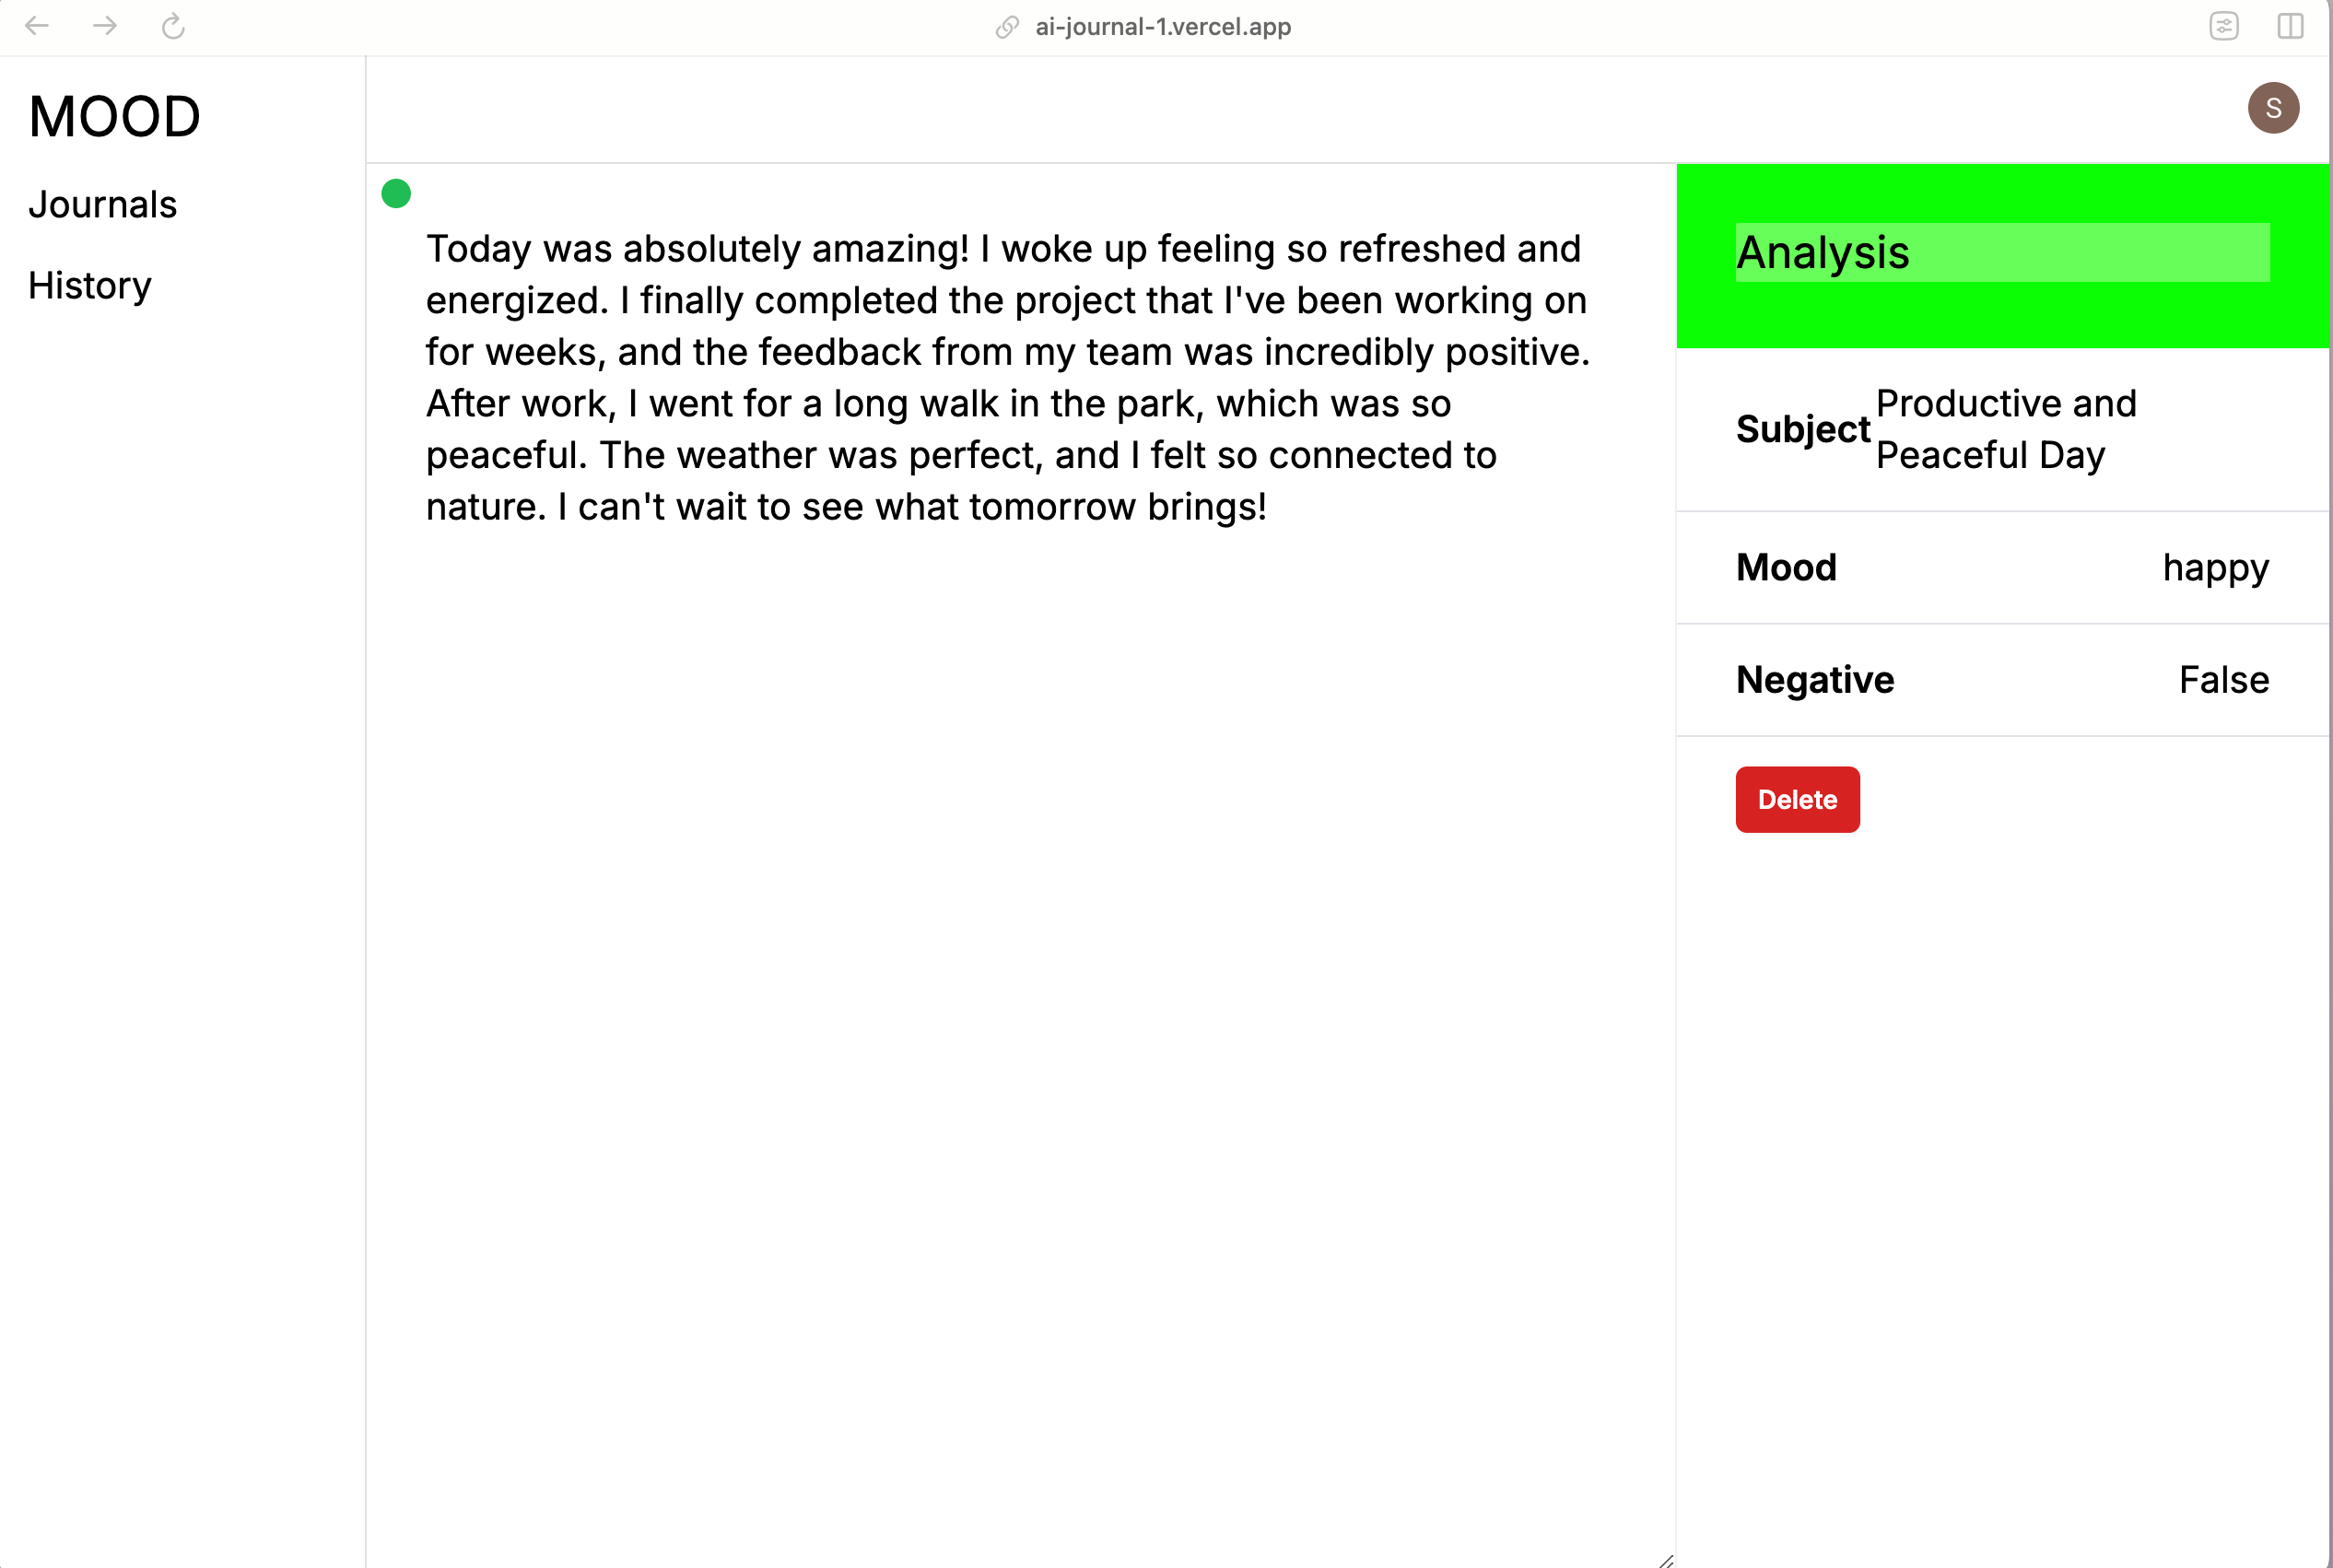 ai-journal-1.vercel.app
MOOD
Journals
History
S
Today was absolutely amazing! I woke up feeling so refreshed and
energized. I finally completed the project that I've been working on
for weeks, and the feedback from my team was incredibly positive.
After work, I went for a long walk in the park, which was so
peaceful. The weather was perfect, and I felt so connected to
nature. I can't wait to see what tomorrow brings!
Analysis
Subject Productive and
Peaceful Day
Mood happy
Negative False
Delete